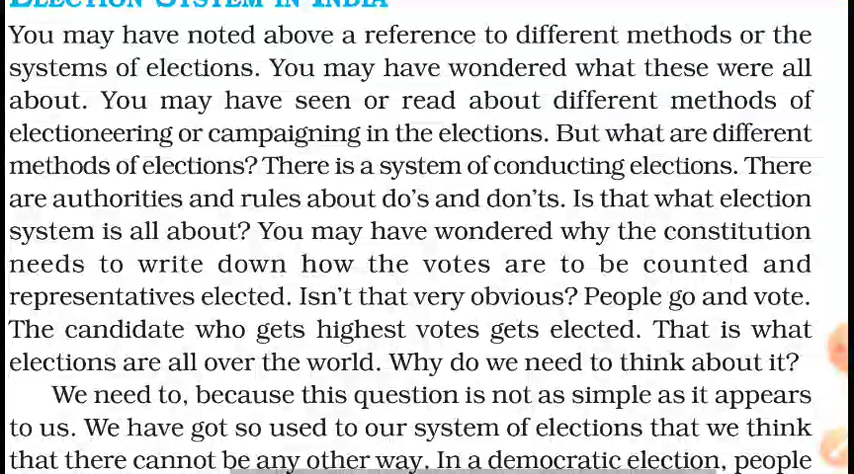 ELECTION SYSTEM IN INDIA
You may have noted above a reference to different methods or the
systems of elections. You may have wondered what these were all
about. You may have seen or read about different methods of
electioneering or campaigning in the elections. But what are different
methods of elections? There is a system of conducting elections. There
are authorities and rules about do's and don'ts. Is that what election
system is all about? You may have wondered why the constitution
needs to write down how the votes are to be counted and
representatives elected. Isn't that very obvious? People go and vote.
The candidate who gets highest votes gets elected. That is what
elections are all over the world. Why do we need to think about it?
We need to, because this question is not as simple as it appears
to us. We have got so used to our system of elections that we think
that there cannot be any other way. In a democratic election, people